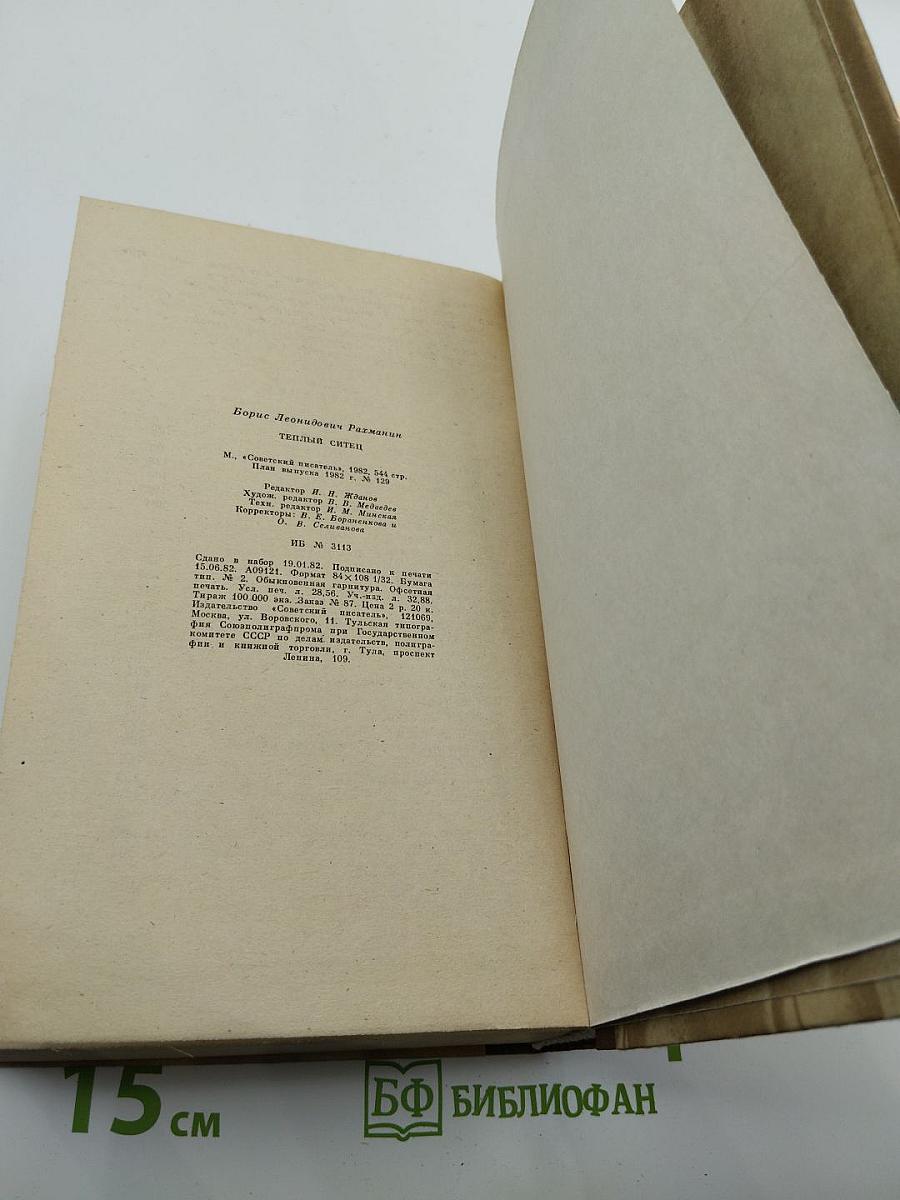 Борис Леонидович Рахманин
ТЕПЛЫЙ СИТЕЦ
М., «Советский писатель», 1982, 544 стр.
План выпуска 1982 г. № 129
Редактор И. Н. Жданов
Худож. редактор В. В. Медведев
Техн. редактор И. М. Минская
Корректоры: В. Е. Бораненкова и
О. В. Селиванова
ИБ № 3113
Сдано в набор 19.01.82. Подписано к печати
15.06.82. А09121. Формат 84×108 1/32. Бумага
тип. № 2. Обыкновенная гарнитура. Офсетная
печать. Усл. печ. л. 28,56. Уч.-изд. л. 32,88.
Тираж 100 000 экз. Заказ № 87. Цена 2 р. 20 к.
Издательство «Советский писатель», 121069,
Москва, ул. Воровского, 11. Тульская типогра-
фия Союзполиграфпрома при Государственном
комитете СССР по делам издательств, полигра-
фии и книжной торговли, г. Тула, проспект
Ленина, 109.
15 см
БФ БИБЛИОФАН